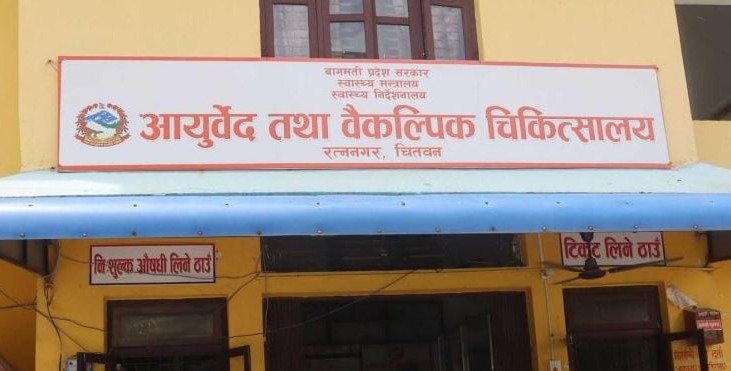 बागमती प्रदेश सरकार
स्वास्थ्य मन्त्रालय
स्वास्थ्य निर्देशनालय
आयुर्वेद तथा वैकल्पिक चिकित्सालय
रत्ननगर, चितवन
निःशुल्क औषधी लिने ठाउँ
टिकट लिने ठाउँ